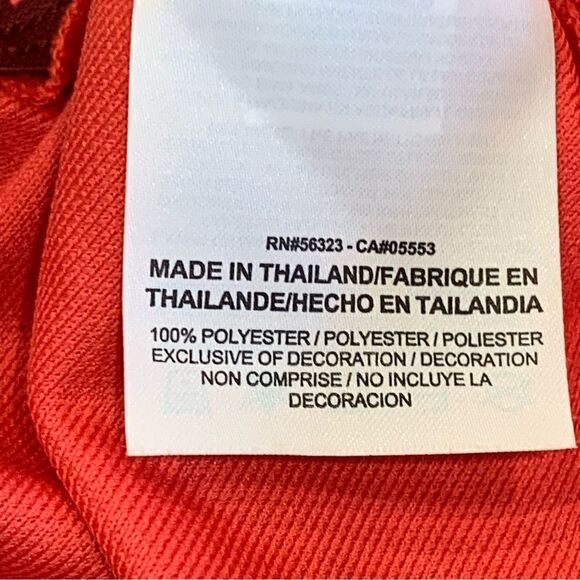 RN#56323 - CA#05553
MADE IN THAILAND/FABRIQUE EN
THAILANDE/HECHO EN TAILANDIA
100% POLYESTER / POLYESTER / POLIESTER
EXCLUSIVE OF DECORATION / DECORATION
NON COMPRISE / NO INCLUYE LA
DECORACION